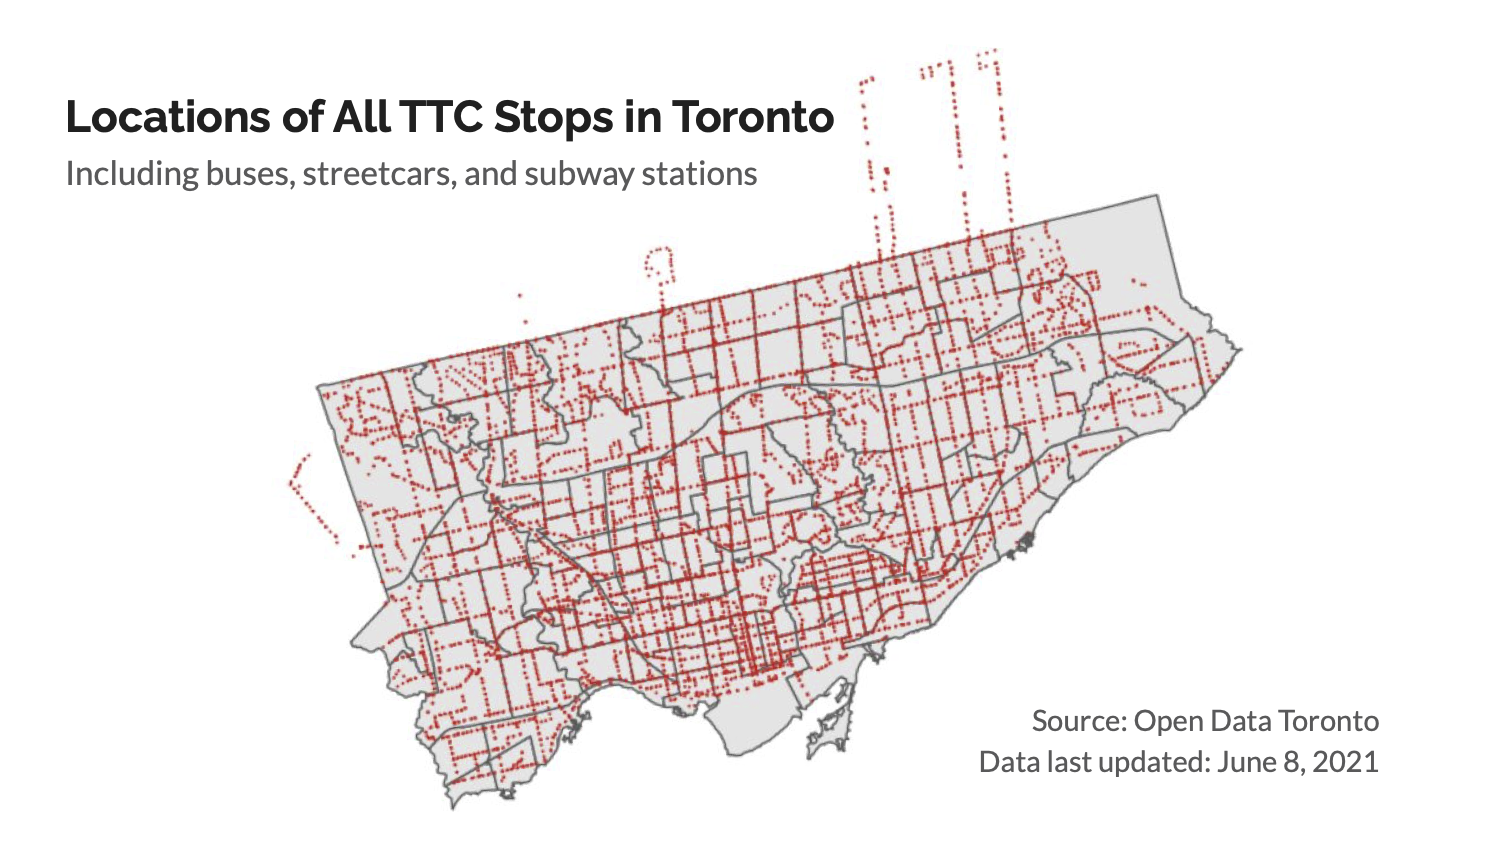 Locations of All TTC Stops in Toronto
Including buses, streetcars, and subway stations
Source: Open Data Toronto
Data last updated: June 8, 2021